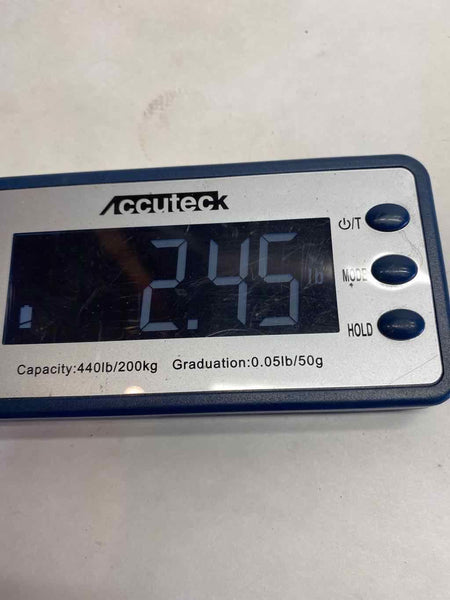 Accuteck
⏻/T
2.45 lb
MODE
HOLD
Capacity:440lb/200kg Graduation:0.05lb/50g